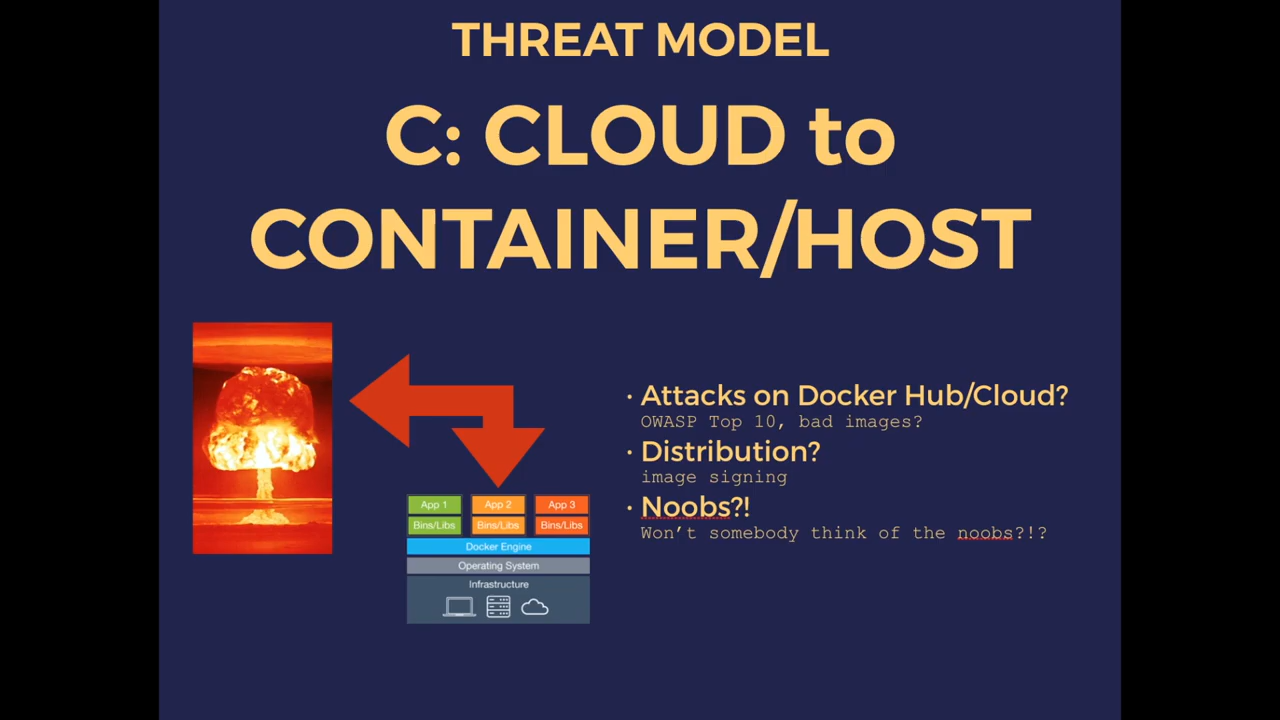 THREAT MODEL
C: CLOUD to
CONTAINER/HOST
· Attacks on Docker Hub/Cloud?
OWASP Top 10, bad images?
· Distribution?
image signing
· Noobs?!
Won't somebody think of the noobs?!?
App 1 App 2 App 3
Bins/Libs Bins/Libs Bins/Libs
Docker Engine
Operating System
Infrastructure